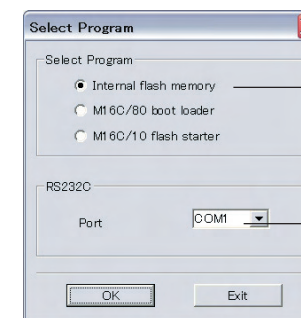 Select Program
Select Program
Internal flash memory
M16C/80 boot loader
M16C/10 flash starter
RS232C
Port COM1
OK Exit